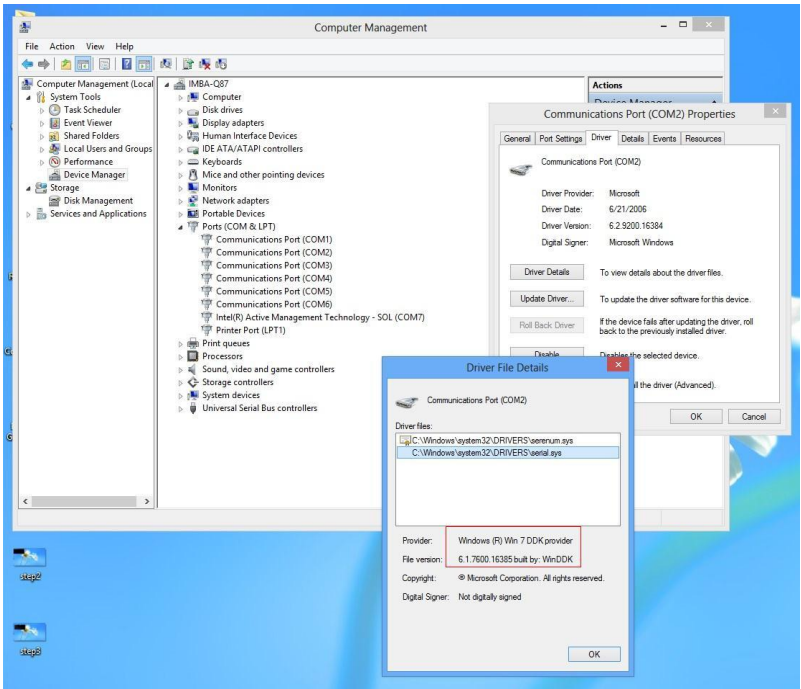 Computer Management
File Action View Help
Computer Management (Local
System Tools
Task Scheduler
Event Viewer
Shared Folders
Local Users and Groups
Performance
Device Manager
Storage
Disk Management
Services and Applications
IMBA-Q87
Computer
Disk drives
Display adapters
Human Interface Devices
IDE ATA/ATAPI controllers
Keyboards
Mice and other pointing devices
Monitors
Network adapters
Portable Devices
Ports (COM & LPT)
Communications Port (COM1)
Communications Port (COM2)
Communications Port (COM3)
Communications Port (COM4)
Communications Port (COM5)
Communications Port (COM6)
Intel(R) Active Management Technology - SOL (COM7)
Printer Port (LPT1)
Print queues
Processors
Sound, video and game controllers
Storage controllers
System devices
Universal Serial Bus controllers
Actions
Device Manager
Communications Port (COM2) Properties
General Port Settings Driver Details Events Resources
Communications Port (COM2)
Driver Provider: Microsoft
Driver Date: 6/21/2006
Driver Version: 6.2.9200.16384
Digital Signer: Microsoft Windows
Driver Details To view details about the driver files.
Update Driver... To update the driver software for this device.
Roll Back Driver If the device fails after updating the driver, roll
back to the previously installed driver.
Disable Disables the selected device.
the driver (Advanced).
OK Cancel
Driver File Details
Communications Port (COM2)
Driver files:
C:\Windows\system32\DRIVERS\serenum.sys
C:\Windows\system32\DRIVERS\serial.sys
Provider: Windows (R) Win 7 DDK provider
File version: 6.1.7600.16385 built by: WinDDK
Copyright: © Microsoft Corporation. All rights reserved.
Digital Signer: Not digitally signed
OK
step2
step3